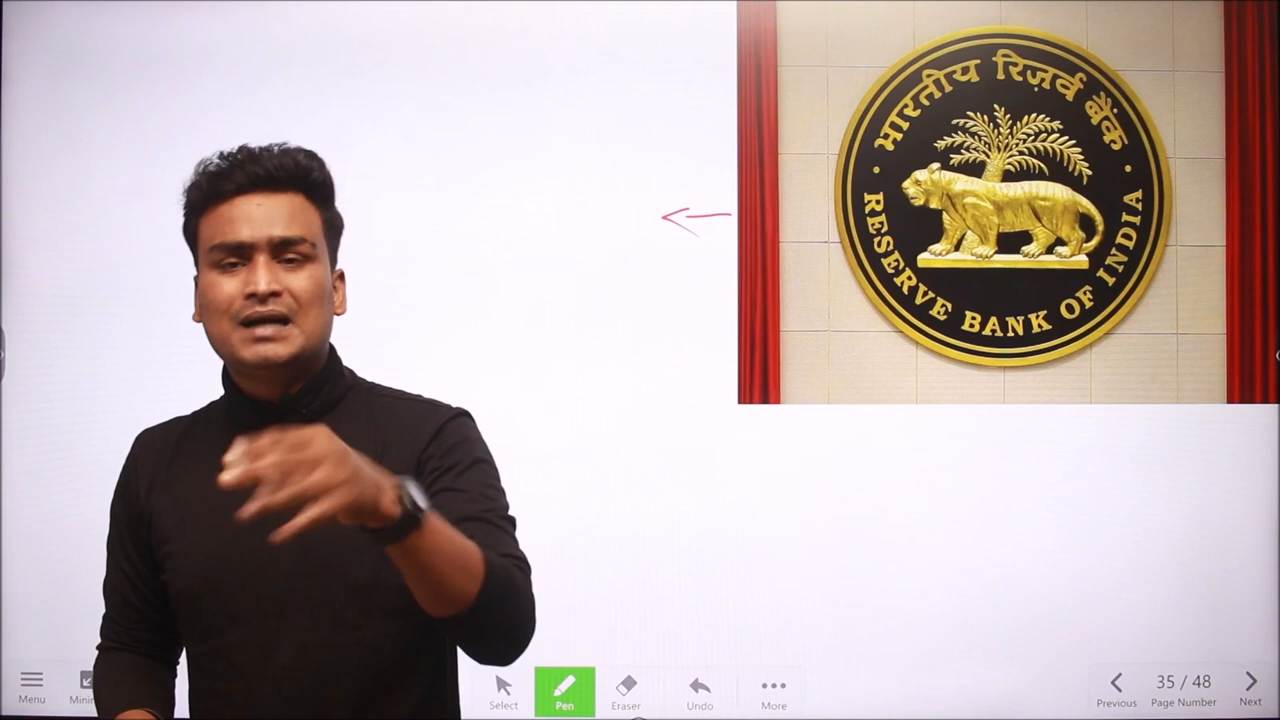 भारतीय रिज़र्व बैंक
RESERVE BANK OF INDIA
Menu
Select
Pen
Eraser
Undo
More
Previous
35 / 48
Page Number
Next